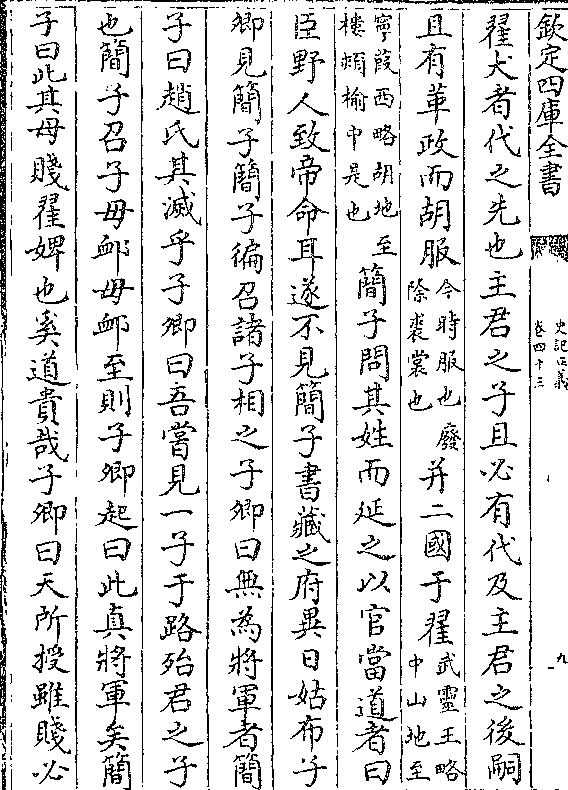 欽定四庫全書
史記正義
卷四十三
九
翟犬者代之先也主君之子且必有代及主君之後嗣
且有革政而胡服今時服也廢除裘裳也并二國于翟武靈王略中山地至
寧葭西略胡地至樓煩榆中是也簡子問其姓而延之以官當道者曰
臣野人致帝命耳遂不見簡子書藏之府異日姑布子
卿見簡子簡子徧召諸子相之子卿曰無為將軍者簡
子曰趙氏其滅乎子卿曰吾嘗見一子于路殆君之子
也簡子召子毋卹毋卹至則子卿起曰此真將軍矣簡
子曰此其母賤翟婢也奚道貴哉子卿曰天所授雖賤必